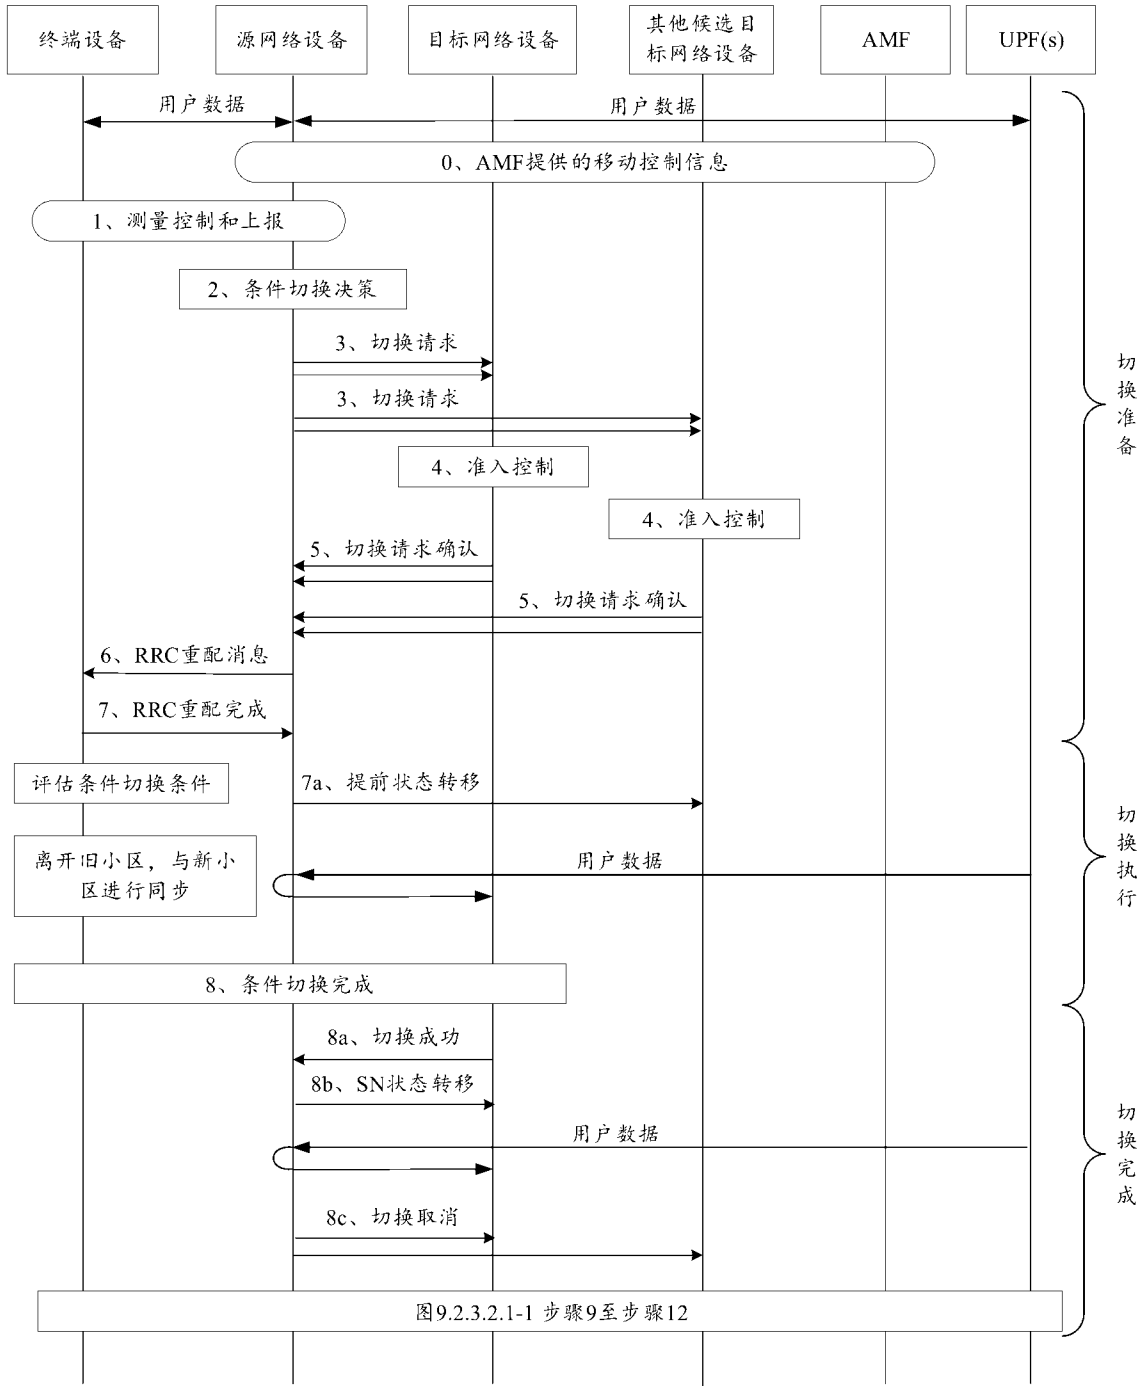 终端设备
源网络设备
目标网络设备
其他候选目
标网络设备
AMF
UPF(s)
用户数据
用户数据
0、AMF提供的移动控制信息
1、测量控制和上报
2、条件切换决策
3、切换请求
3、切换请求
4、准入控制
4、准入控制
5、切换请求确认
5、切换请求确认
6、RRC重配消息
7、RRC重配完成
切换准备
评估条件切换条件
7a、提前状态转移
离开旧小区，与新小
区进行同步
用户数据
切换执行
8、条件切换完成
8a、切换成功
8b、SN状态转移
用户数据
8c、切换取消
切换完成
图9.2.3.2.1-1 步骤9至步骤12